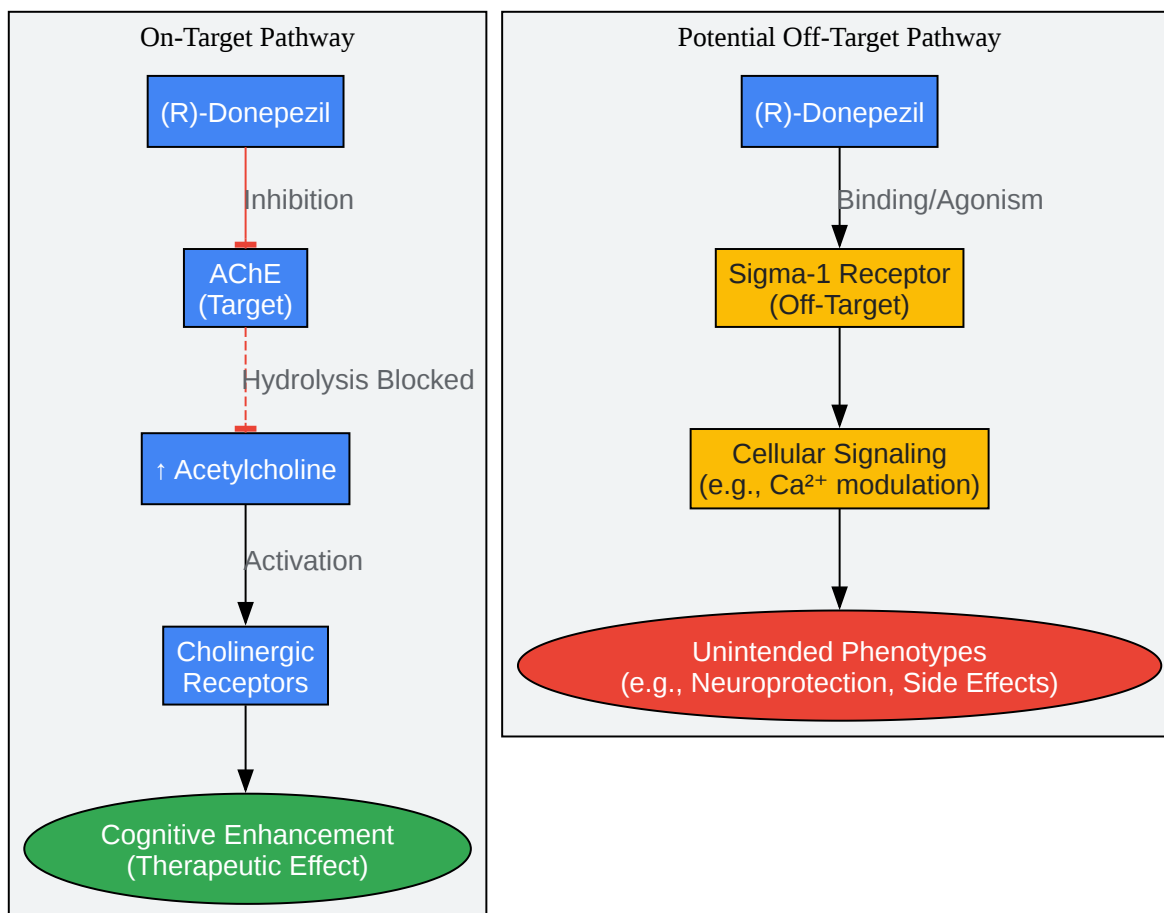 On-Target Pathway
(R)-Donepezil
Inhibition
AChE
(Target)
Hydrolysis Blocked
↑ Acetylcholine
Activation
Cholinergic
Receptors
Cognitive Enhancement
(Therapeutic Effect)
Potential Off-Target Pathway
(R)-Donepezil
Binding/Agonism
Sigma-1 Receptor
(Off-Target)
Cellular Signaling
(e.g., Ca²⁺ modulation)
Unintended Phenotypes
(e.g., Neuroprotection, Side Effects)